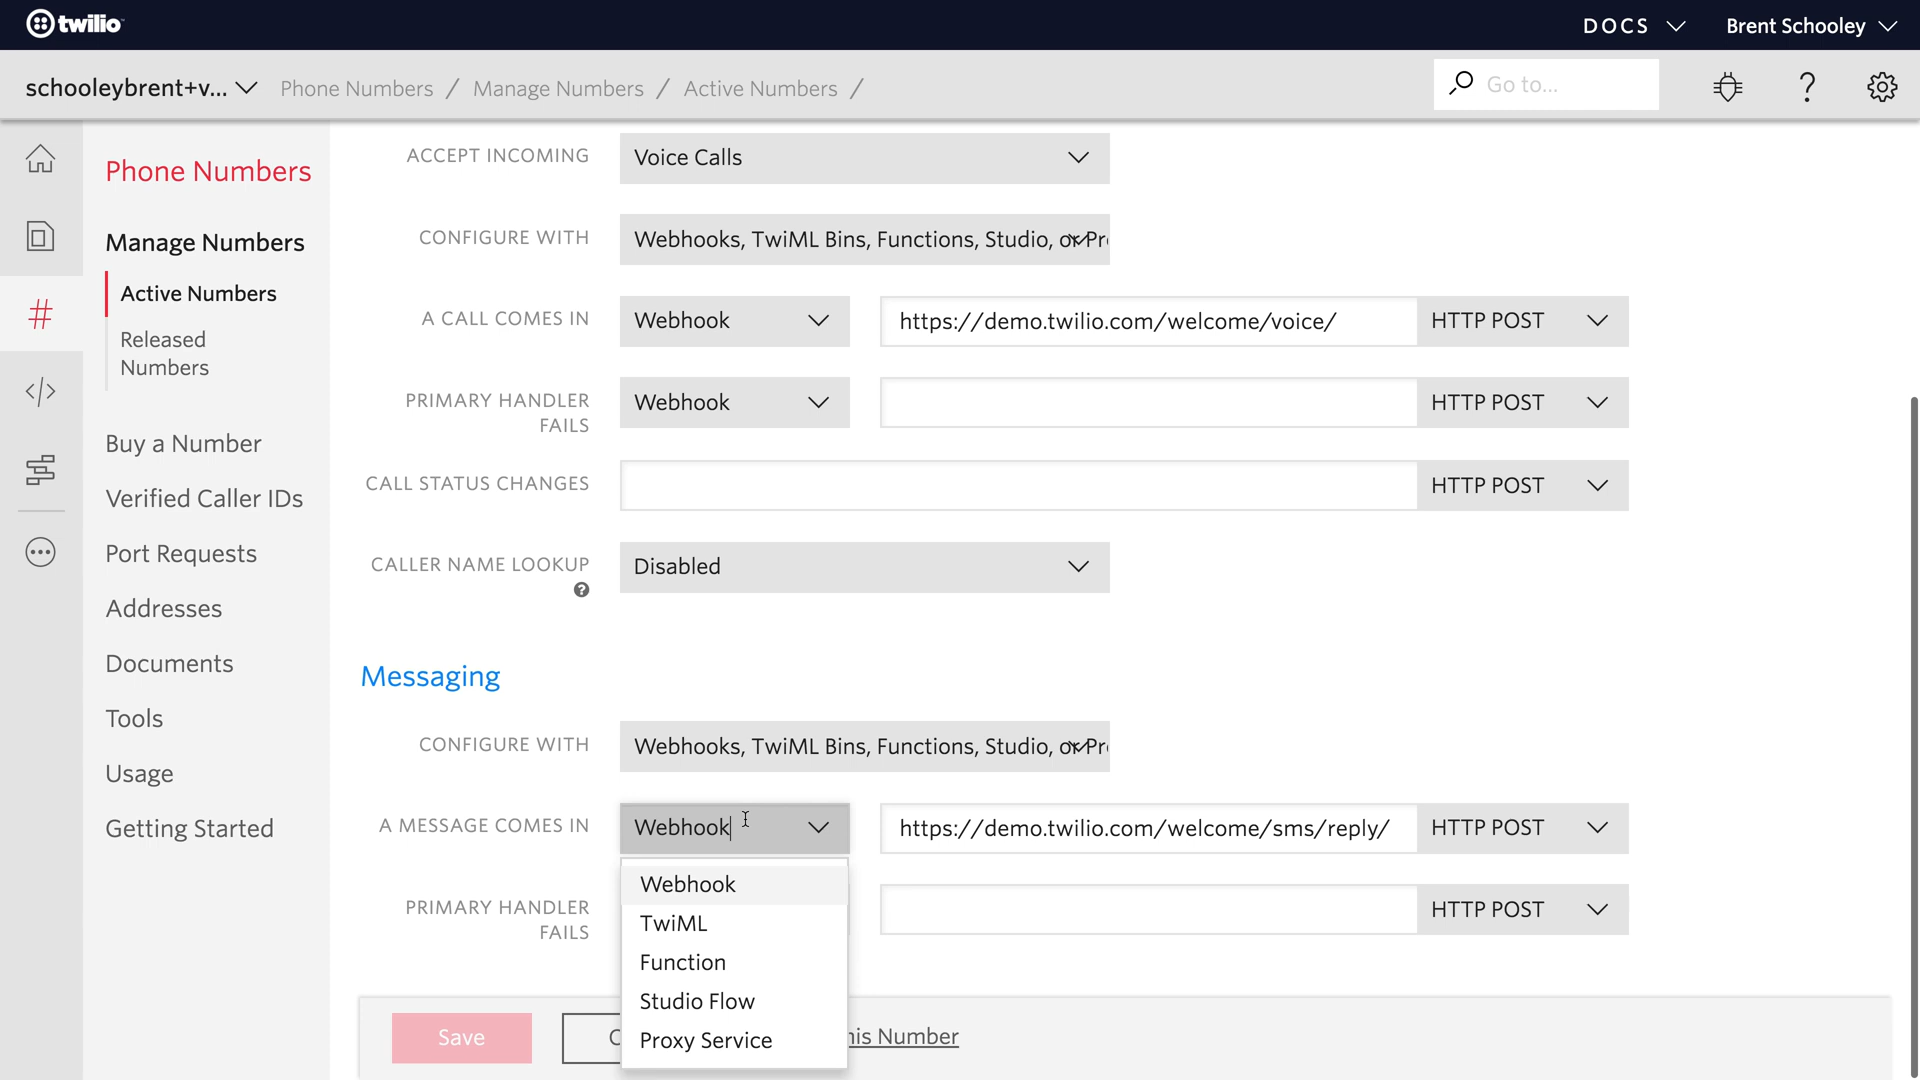 twilio
DOCS
Brent Schooley
schooleybrent+v...
Phone Numbers / Manage Numbers / Active Numbers /
Go to...
?
Phone Numbers
Manage Numbers
Active Numbers
Released
Numbers
Buy a Number
Verified Caller IDs
Port Requests
Addresses
Documents
Tools
Usage
Getting Started
ACCEPT INCOMING
Voice Calls
CONFIGURE WITH
Webhooks, TwiML Bins, Functions, Studio, or Pr
A CALL COMES IN
Webhook
https://demo.twilio.com/welcome/voice/
HTTP POST
PRIMARY HANDLER
FAILS
Webhook
HTTP POST
CALL STATUS CHANGES
HTTP POST
CALLER NAME LOOKUP
?
Disabled
Messaging
CONFIGURE WITH
Webhooks, TwiML Bins, Functions, Studio, or Pr
A MESSAGE COMES IN
Webhook
https://demo.twilio.com/welcome/sms/reply/
HTTP POST
PRIMARY HANDLER
FAILS
HTTP POST
Webhook
TwiML
Function
Studio Flow
Proxy Service
Save
his Number